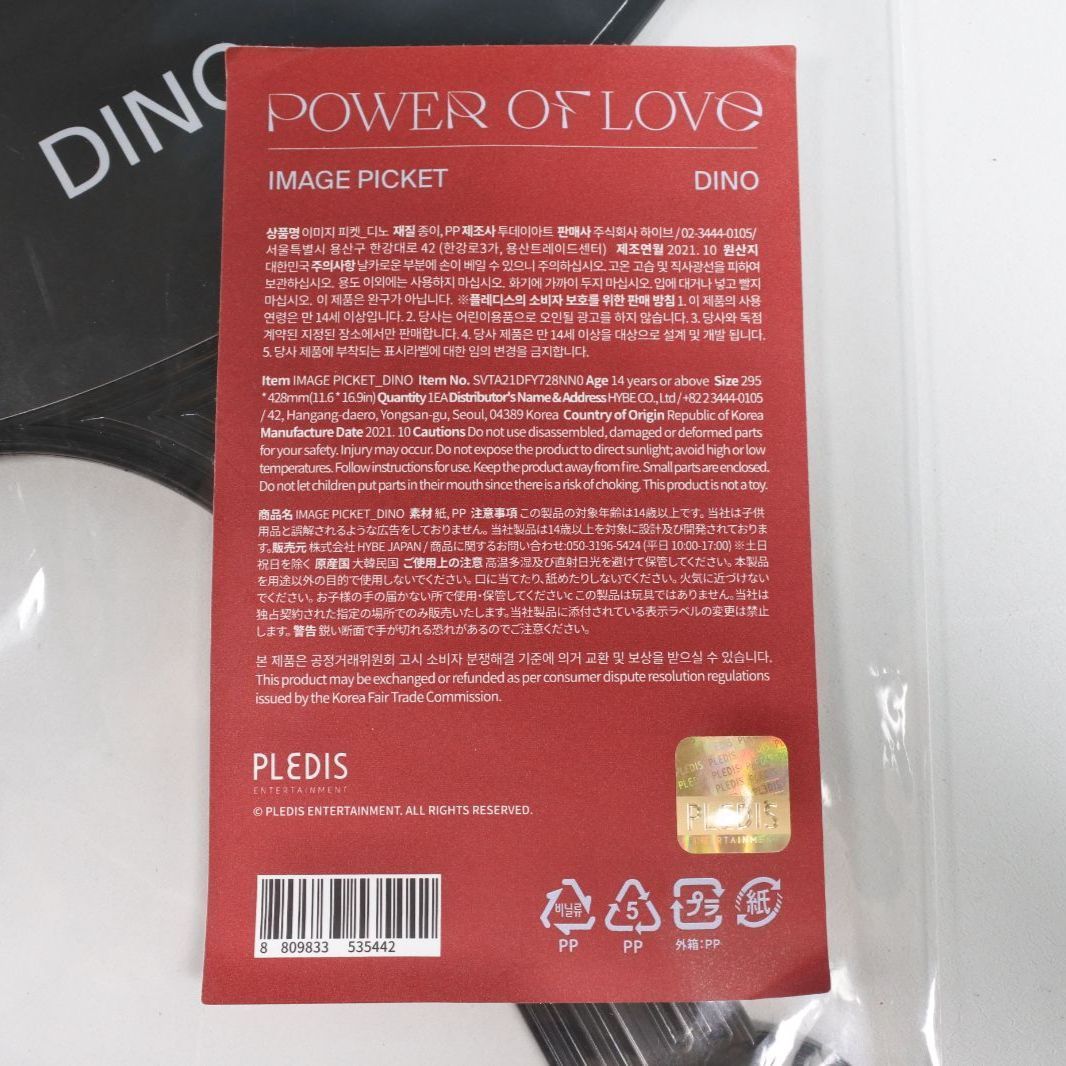 DINO
POWER OF LOVE
IMAGE PICKET DINO
상품명 이미지 피켓_디노 재질 종이, PP 제조사 투데이아트 판매사 주식회사 하이브 / 02-3444-0105/
서울특별시 용산구 한강대로 42 (한강로3가, 용산트레이드센터) 제조연월 2021. 10 원산지
대한민국 주의사항 날카로운 부분에 손이 베일 수 있으니 주의하십시오. 고온 고습 및 직사광선을 피하여
보관하십시오. 용도 이외에는 사용하지 마십시오. 화기에 가까이 두지 마십시오. 입에 대거나 넣고 빨지
마십시오. 이 제품은 완구가 아닙니다. ※플레디스의 소비자 보호를 위한 판매 방침 1. 이 제품의 사용
연령은 만 14세 이상입니다. 2. 당사는 어린이용품으로 오인될 광고를 하지 않습니다. 3. 당사와 독점
계약된 지정된 장소에서만 판매합니다. 4. 당사 제품은 만 14세 이상을 대상으로 설계 및 개발 됩니다.
5. 당사 제품에 부착되는 표시라벨에 대한 임의 변경을 금지합니다.
Item IMAGE PICKET_DINO Item No. SVTA21DFY728NN0 Age 14 years or above Size 295
* 428mm(11.6 * 16.9in) Quantity 1EA Distributor's Name & Address HYBE CO., Ltd / +82 2 3444-0105
/ 42, Hangang-daero, Yongsan-gu, Seoul, 04389 Korea Country of Origin Republic of Korea
Manufacture Date 2021. 10 Cautions Do not use disassembled, damaged or deformed parts
for your safety. Injury may occur. Do not expose the product to direct sunlight; avoid high or low
temperatures. Follow instructions for use. Keep the product away from fire. Small parts are enclosed.
Do not let children put parts in their mouth since there is a risk of choking. This product is not a toy.
商品名 IMAGE PICKET_DINO 素材 紙, PP 注意事項 この製品の対象年齢は14歳以上です。当社は子供
用品と誤解されるような広告をしておりません。当社製品は14歳以上を対象に設計及び開発されておりま
す。販売元 株式会社 HYBE JAPAN / 商品に関するお問い合わせ:050-3196-5424 (平日 10:00-17:00) ※土日
祝日を除く 原産国 大韓民国 ご使用上の注意 高温多湿及び直射日光を避けて保管してください。本製品
を用途以外の目的で使用しないでください。口に当てたり、舐めたりしないでください。火気に近づけない
でください。お子様の手の届かない所で使用・保管してくださいc この製品は玩具ではありません。当社は
独占契約された指定の場所でのみ販売いたします。当社製品に添付されている表示ラベルの変更は禁止
します。警告 鋭い断面で手が切れる恐れがあるのでご注意ください。
본 제품은 공정거래위원회 고시 소비자 분쟁해결 기준에 의거 교환 및 보상을 받으실 수 있습니다.
This product may be exchanged or refunded as per consumer dispute resolution regulations
issued by the Korea Fair Trade Commission.
PLEDIS
ENTERTAINMENT
© PLEDIS ENTERTAINMENT. ALL RIGHTS RESERVED.
PLEDIS PLEDIS
PLEDIS PLEDIS
PLEDIS PLEDIS
PLEDIS
ENTERTAINMENT
8 809833 535442
비닐류 5 プラ 紙
PP PP 外箱:PP